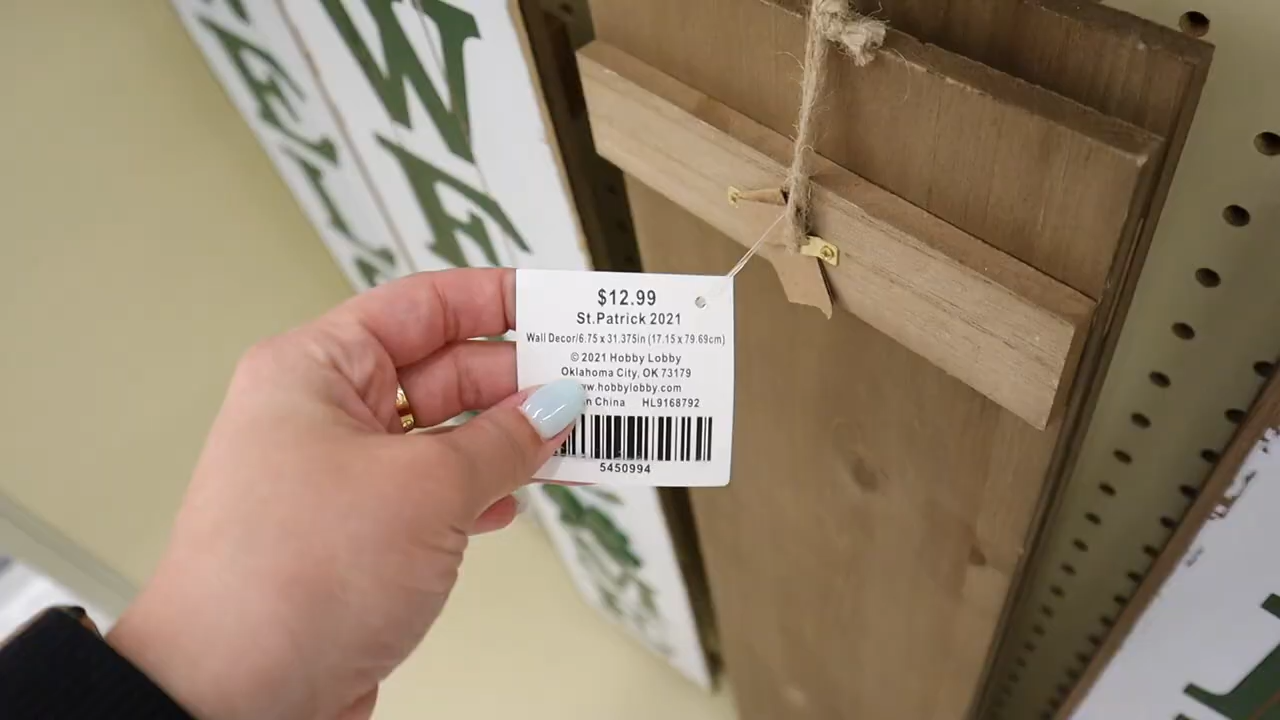 WE
$12.99
St.Patrick 2021
Wall Decor/6.75 x 31.375in (17.15 x 79.69cm)
© 2021 Hobby Lobby
Oklahoma City, OK 73179
w.hobbylobby.com
n China HL9168792
5450994